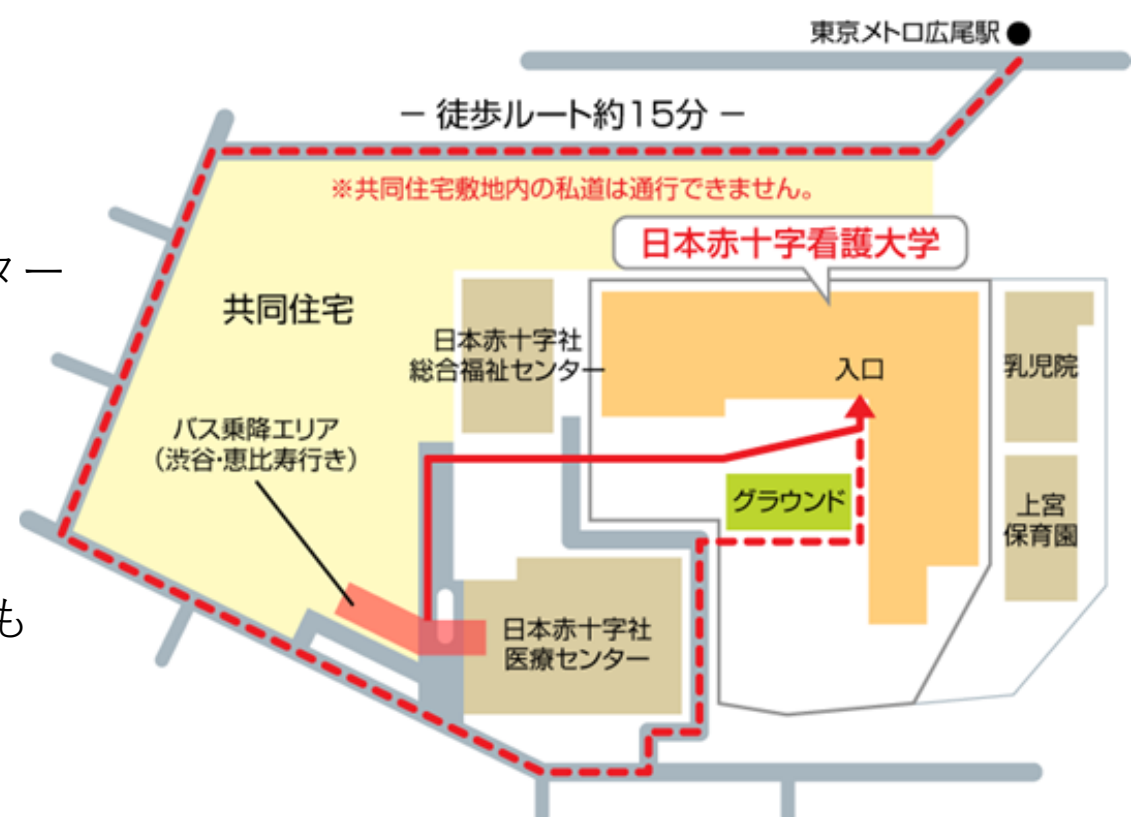 東京メトロ広尾駅
－ 徒歩ルート約15分 －
※共同住宅敷地内の私道は通行できません。
日本赤十字看護大学
ター
共同住宅
日本赤十字社
総合福祉センター
入口
乳児院
バス乗降エリア
(渋谷・恵比寿行き)
グラウンド
上宮
保育園
も
日本赤十字社
医療センター